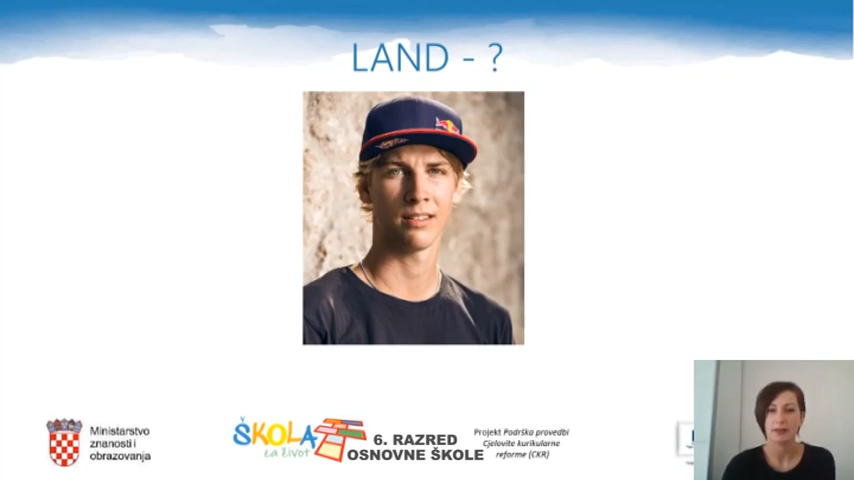 LAND - ?
Ministarstvo
znanosti i
obrazovanja
ŠKOLA
za život
6. RAZRED
OSNOVNE ŠKOLE
Projekt Podrška provedbi
Cjelovite kurikularne
reforme (CKR)